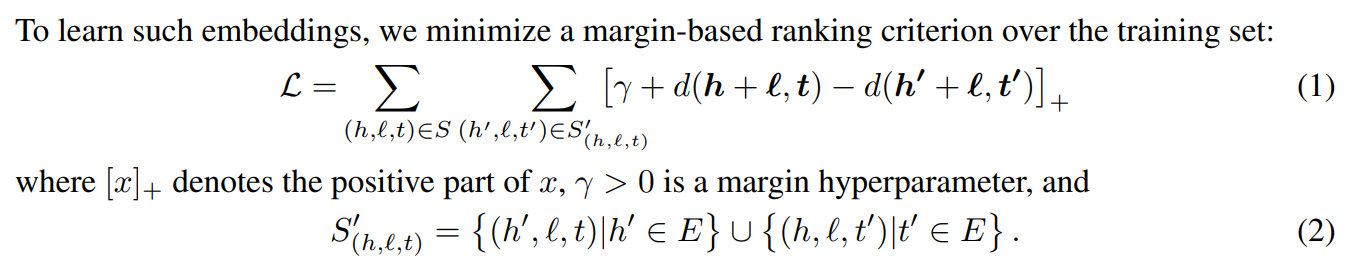 To learn such embeddings, we minimize a margin-based ranking criterion over the training set:
ℒ = ∑_{(h,ℓ,t)∈S} ∑_{(h′,ℓ,t′)∈S′_{(h,ℓ,t)}} [γ + d(𝒉 + ℓ, 𝒕) − d(𝒉′ + ℓ, 𝒕′)]₊ (1)
where [x]₊ denotes the positive part of x, γ > 0 is a margin hyperparameter, and
S′_{(h,ℓ,t)} = {(h′, ℓ, t)|h′ ∈ E} ∪ {(h, ℓ, t′)|t′ ∈ E} . (2)